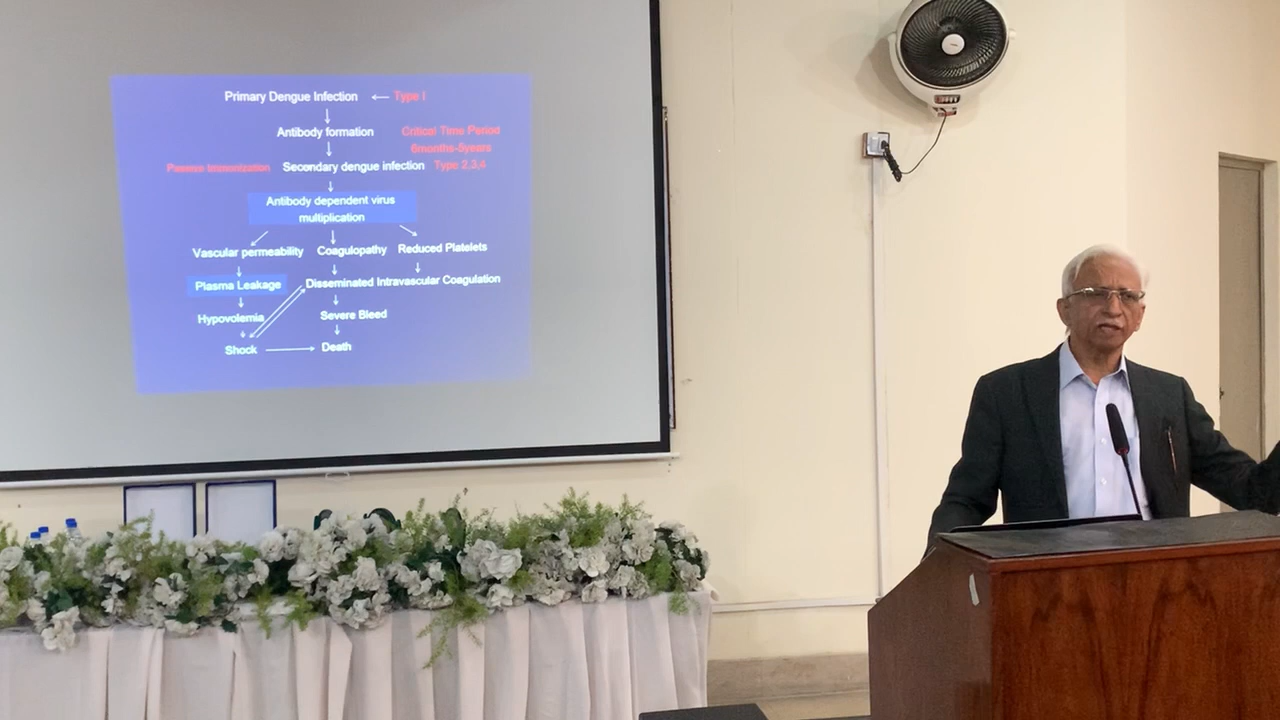 Primary Dengue Infection ← Type I
Antibody formation
Critical Time Period
6months-5years
Passive Immunization Secondary dengue infection Type 2,3,4
Antibody dependent virus
multiplication
Vascular permeability Coagulopathy Reduced Platelets
Plasma Leakage Disseminated Intravascular Coagulation
Hypovolemia Severe Bleed
Shock Death